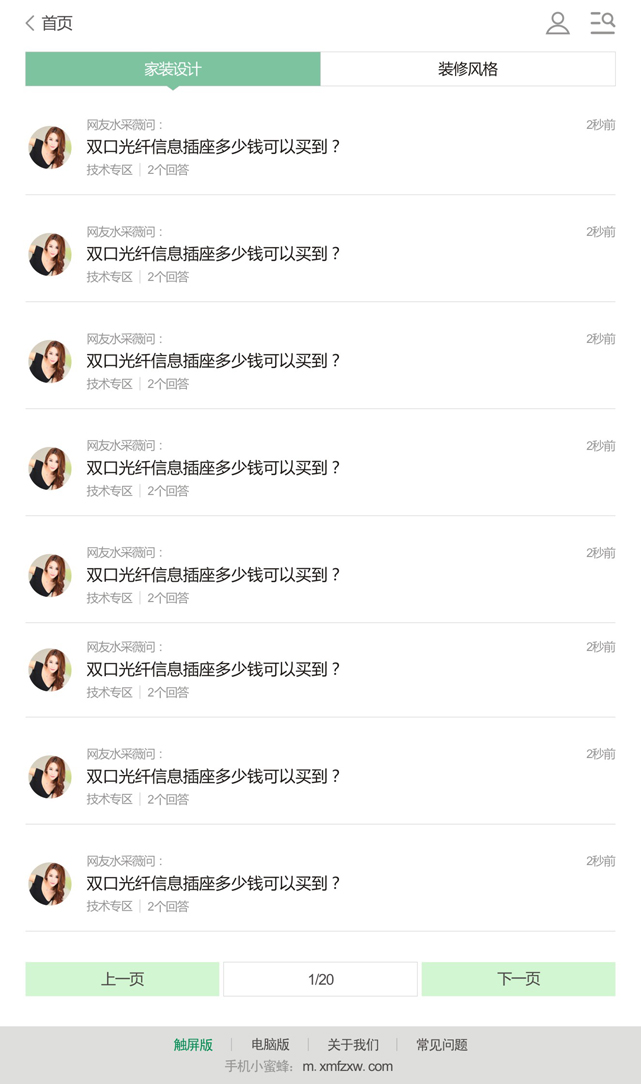 首页
家装设计 装修风格
网友水采薇问： 2秒前
双口光纤信息插座多少钱可以买到？
技术专区 2个回答
网友水采薇问： 2秒前
双口光纤信息插座多少钱可以买到？
技术专区 2个回答
网友水采薇问： 2秒前
双口光纤信息插座多少钱可以买到？
技术专区 2个回答
网友水采薇问： 2秒前
双口光纤信息插座多少钱可以买到？
技术专区 2个回答
网友水采薇问： 2秒前
双口光纤信息插座多少钱可以买到？
技术专区 2个回答
网友水采薇问： 2秒前
双口光纤信息插座多少钱可以买到？
技术专区 2个回答
网友水采薇问： 2秒前
双口光纤信息插座多少钱可以买到？
技术专区 2个回答
网友水采薇问： 2秒前
双口光纤信息插座多少钱可以买到？
技术专区 2个回答
上一页 1/20 下一页
触屏版 电脑版 关于我们 常见问题
手机小蜜蜂：m. xmfzxw. com